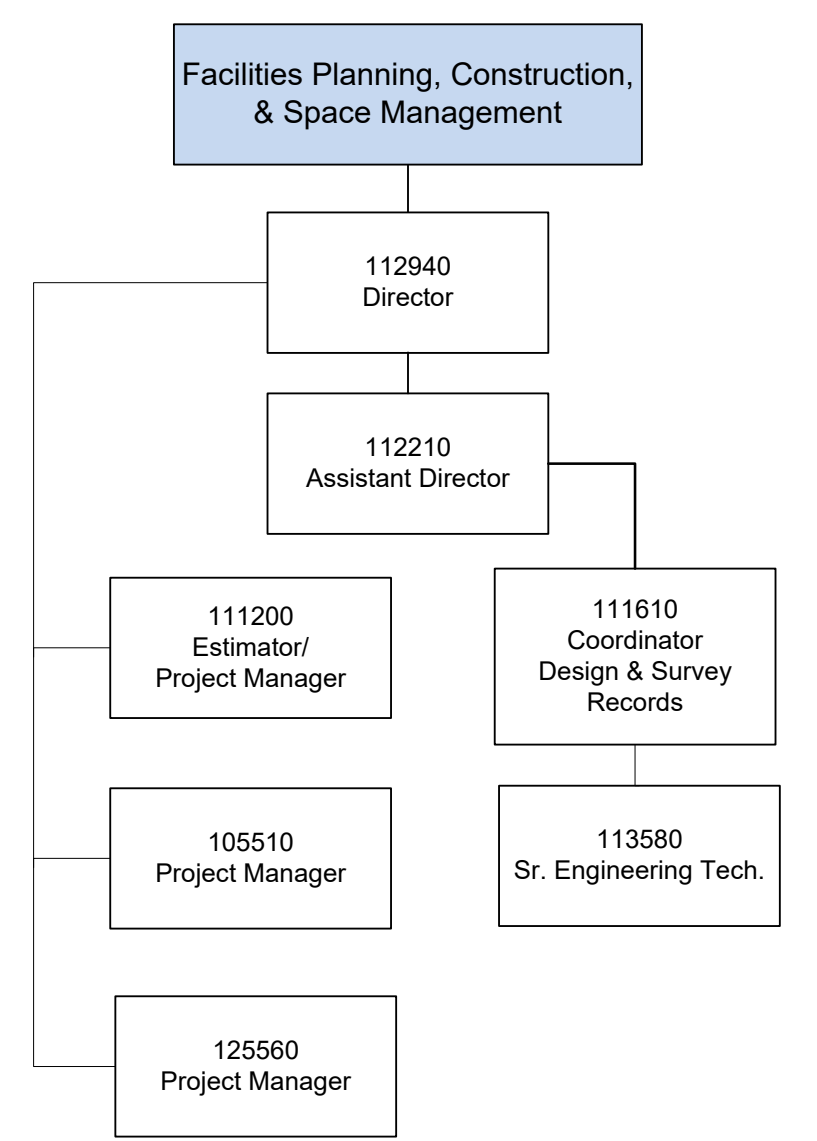 Facilities Planning, Construction,
& Space Management
112940
Director
112210
Assistant Director
111200
Estimator/
Project Manager
111610
Coordinator
Design & Survey
Records
105510
Project Manager
113580
Sr. Engineering Tech.
125560
Project Manager